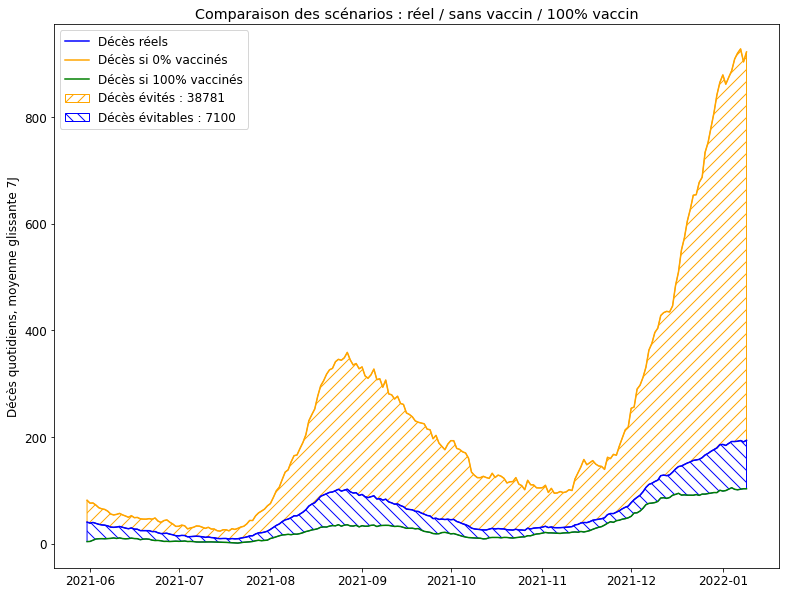 Comparaison des scénarios : réel / sans vaccin / 100% vaccin
Décès réels
Décès si 0% vaccinés
Décès si 100% vaccinés
Décès évités : 38781
Décès évitables : 7100
Décès quotidiens, moyenne glissante 7J
800
600
400
200
0
2021-06
2021-07
2021-08
2021-09
2021-10
2021-11
2021-12
2022-01